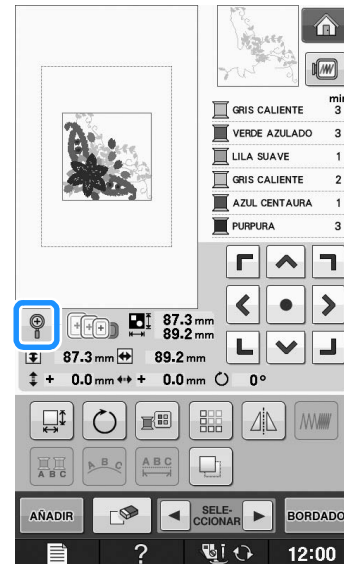 min
GRIS CALIENTE 3
VERDE AZULADO 3
LILA SUAVE 1
GRIS CALIENTE 2
AZUL CENTAURA 1
PURPURA 3
87.3 mm
89.2 mm
87.3 mm 89.2 mm
+ 0.0 mm + 0.0 mm 0°
A B C
A B C
A B C
AÑADIR
SELE-
CCIONAR
BORDADO
?
12:00